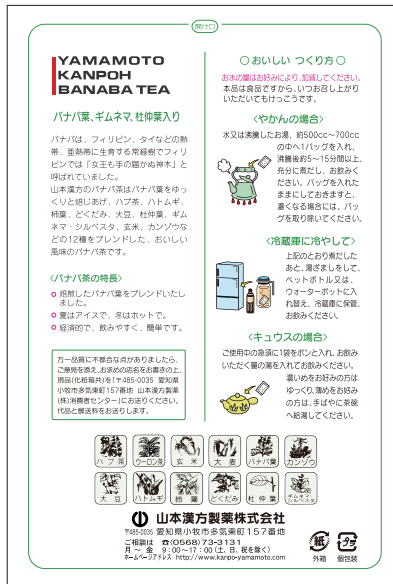 開け口
YAMAMOTO
KANPOH
BANABA TEA
バナバ葉、ギムネマ、杜仲葉入り
バナバは、フィリピン、タイなどの熱
帯、亜熱帯に生育する常緑樹でフィリ
ピンでは「女王も手の届かぬ神木」と
呼ばれていました。
山本漢方のバナバ茶はバナバ葉をゆっ
くりと焙じあげ、ハブ茶、ハトムギ、
柿葉、どくだみ、大豆、杜仲葉、ギム
ネマ・シルベスタ、玄米、カンゾウな
どの12種をブレンドした、おいしい
風味のバナバ茶です。
〈バナバ茶の特長〉
焙煎したバナバ葉をブレンドいたし
ました。
夏はアイスで、冬はホットで。
経済的で、飲みやすく、簡単です。
万一品質に不都合な点がありましたら、
ご意見を添え、お求めの店名をお書きの上、
現品(化粧箱共)を「〒485-0035 愛知県
小牧市多気東町157番地 山本漢方製薬
(株)消費者センター」にお送りください。
代品と郵送料をお送りします。
○ おいしい つくり方 ○
お水の量はお好みにより、加減してください。
本品は食品ですから、いつお召し上がり
いただいてもけっこうです。
〈やかんの場合〉
水又は沸騰したお湯、約500cc〜700cc
の中へ1バッグを入れ、
沸騰後約5〜15分間以上、
充分に煮だし、お飲みく
ださい。バッグを入れた
ままにしておきますと、
濃くなる場合には、バッ
グを取り除いてください。
〈冷蔵庫に冷やして〉
上記のとおり煮だした
あと、湯ざましをして、
ペットボトル又は、
ウォーターポットに入
れ替え、冷蔵庫に保管、
お飲みください。
〈キュウスの場合〉
ご使用中の急須に1袋をポンと入れ、お飲み
いただく量の湯を入れてお飲みください。
濃いめをお好みの方は
ゆっくり、薄めをお好み
の方は、手ばやに茶碗
へ給湯してください。
ハブ茶 ウーロン茶 玄米 大麦 バナバ葉 カンゾウ
大豆 ハトムギ 柿葉 どくだみ 杜仲葉 ギムネマ・シルベスタ
山本漢方製薬株式会社
〒485-0035 愛知県小牧市多気東町157番地
ご相談は ☎(0568)73-3131
月〜金 9:00〜17:00(土、日、祝を除く)
ホームページアドレス http://www.kanpo-yamamoto.com
紙 プラ
外箱 個包装